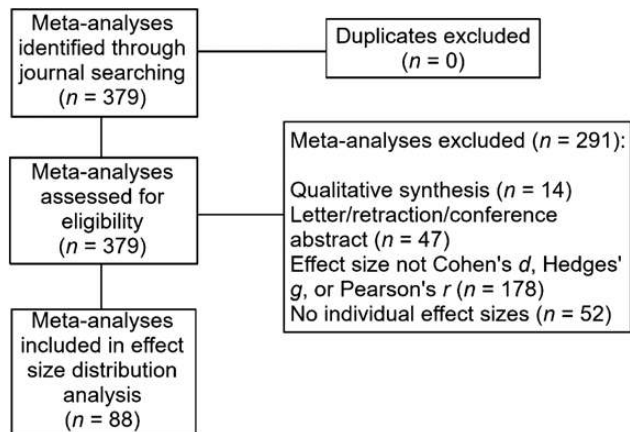 Meta-analyses
identified through
journal searching
(n = 379)
Duplicates excluded
(n = 0)
Meta-analyses
assessed for
eligibility
(n = 379)
Meta-analyses excluded (n = 291):
Qualitative synthesis (n = 14)
Letter/retraction/conference
abstract (n = 47)
Effect size not Cohen's d, Hedges'
g, or Pearson's r (n = 178)
No individual effect sizes (n = 52)
Meta-analyses
included in effect
size distribution
analysis
(n = 88)